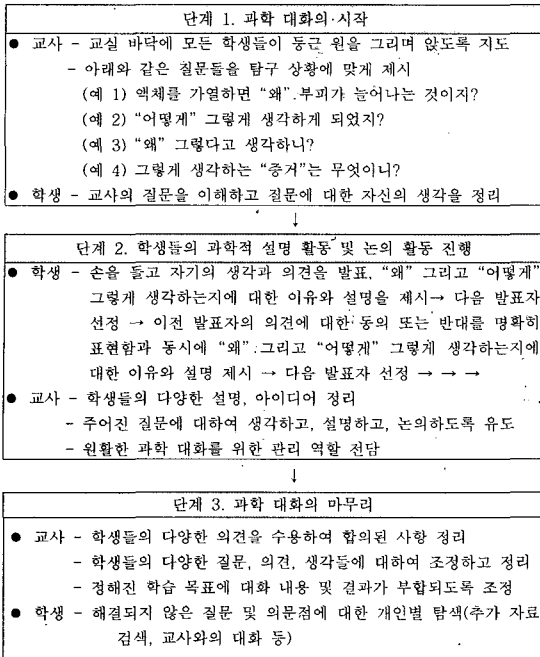 단계 1. 과학 대화의 시작
● 교사 - 교실 바닥에 모든 학생들이 둥근 원을 그리며 앉도록 지도
- 아래와 같은 질문들을 탐구 상황에 맞게 제시
(예 1) 액체를 가열하면 “왜” 부피가 늘어나는 것이지?
(예 2) “어떻게” 그렇게 생각하게 되었지?
(예 3) “왜” 그렇다고 생각하니?
(예 4) 그렇게 생각하는 “증거”는 무엇이니?
● 학생 - 교사의 질문을 이해하고 질문에 대한 자신의 생각을 정리
↓
단계 2. 학생들의 과학적 설명 활동 및 논의 활동 진행
● 학생 - 손을 들고 자기의 생각과 의견을 발표, “왜” 그리고 “어떻게”
그렇게 생각하는지에 대한 이유와 설명을 제시→ 다음 발표자
선정 → 이전 발표자의 의견에 대한 동의 또는 반대를 명확히
표현함과 동시에 “왜” 그리고 “어떻게” 그렇게 생각하는지에
대한 이유와 설명 제시 → 다음 발표자 선정 → → →
● 교사 - 학생들의 다양한 설명, 아이디어 정리
- 주어진 질문에 대하여 생각하고, 설명하고, 논의하도록 유도
- 원활한 과학 대화를 위한 관리 역할 전담
↓
단계 3. 과학 대화의 마무리
● 교사 - 학생들의 다양한 의견을 수용하여 합의된 사항 정리
- 학생들의 다양한 질문, 의견, 생각들에 대하여 조정하고 정리
- 정해진 학습 목표에 대화 내용 및 결과가 부합되도록 조정
● 학생 - 해결되지 않은 질문 및 의문점에 대한 개인별 탐색(추가 자료
검색, 교사와의 대화 등)